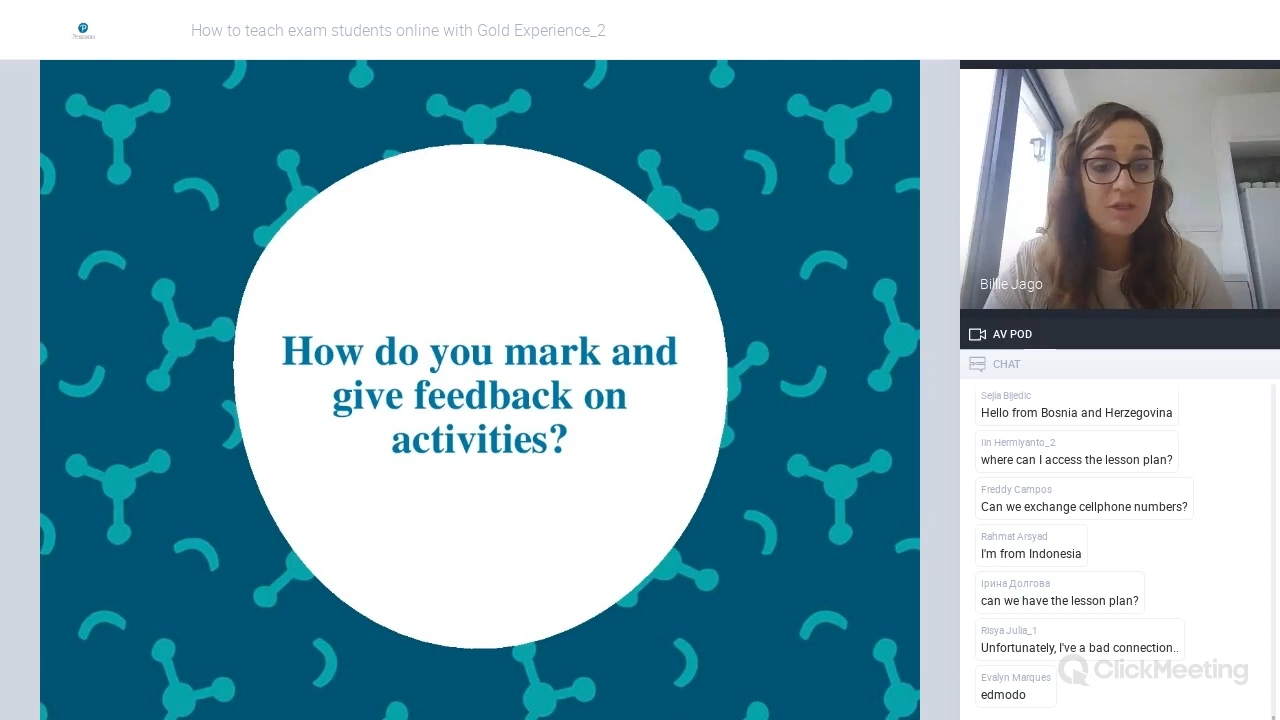 Pearson
How to teach exam students online with Gold Experience_2
How do you mark and
give feedback on
activities?
Billie Jago
AV POD
CHAT
Sejla Bijedic
Hello from Bosnia and Herzegovina
Iin Hermiyanto_2
where can I access the lesson plan?
Freddy Campos
Can we exchange cellphone numbers?
Rahmat Arsyad
I'm from Indonesia
Ірина Долгова
can we have the lesson plan?
Risya Julia_1
Unfortunately, I've a bad connection..
Evalyn Marques
edmodo
ClickMeeting